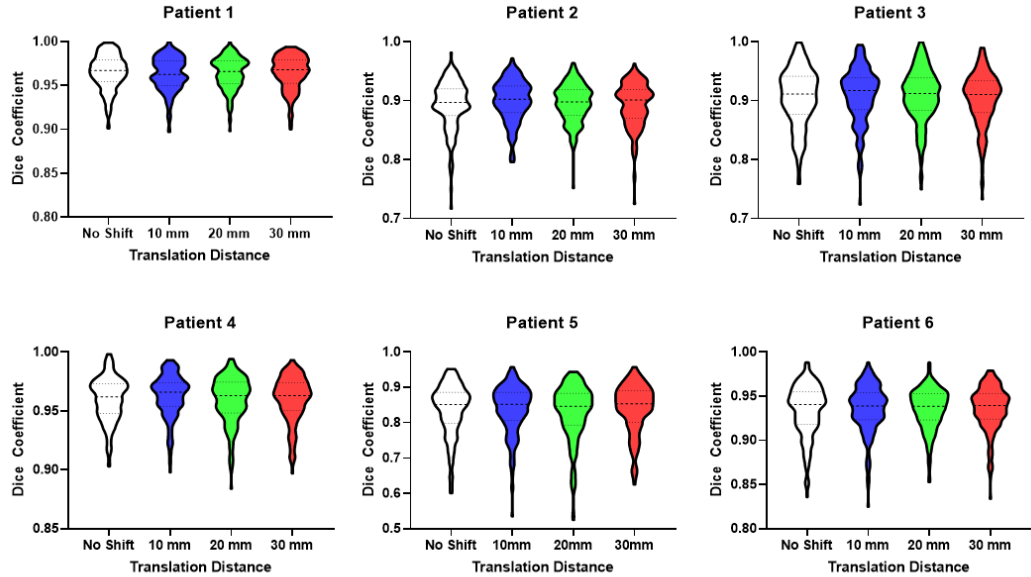 Patient 1
Dice Coefficient
1.00
0.95
0.90
0.85
0.80
No Shift 10 mm 20 mm 30 mm
Translation Distance
Patient 2
Dice Coefficient
1.0
0.9
0.8
0.7
No Shift 10 mm 20 mm 30 mm
Translation Distance
Patient 3
Dice Coefficient
1.0
0.9
0.8
0.7
No Shift 10 mm 20 mm 30 mm
Translation Distance
Patient 4
Dice Coefficient
1.00
0.95
0.90
0.85
No Shift 10 mm 20 mm 30 mm
Translation Distance
Patient 5
Dice Coefficient
1.0
0.9
0.8
0.7
0.6
0.5
No Shift 10mm 20mm 30mm
Translation Distance
Patient 6
Dice Coefficient
1.00
0.95
0.90
0.85
0.80
No Shift 10 mm 20 mm 30 mm
Translation Distance